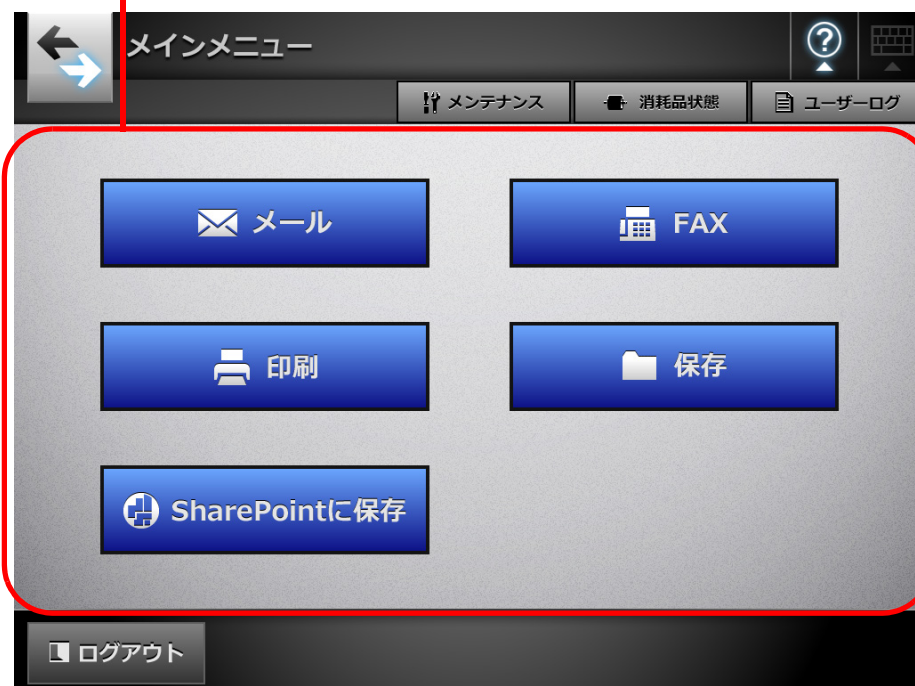 メインメニュー
?
メンテナンス
消耗品状態
ユーザーログ
メール
FAX
印刷
保存
SharePointに保存
ログアウト